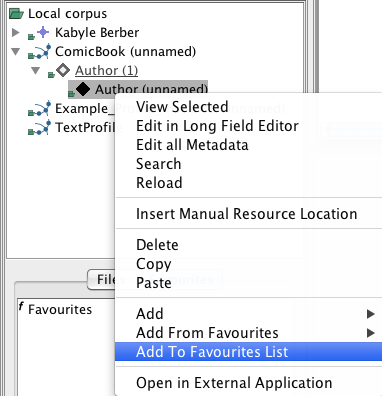 Local corpus
Kabyle Berber
ComicBook (unnamed)
Author (1)
Author (unnamed)
Example_
TextProfil
View Selected
Edit in Long Field Editor
Edit all Metadata
Search
Reload
Insert Manual Resource Location
Delete
Copy
Paste
Add
Add From Favourites
Add To Favourites List
Open in External Application
File
f Favourites